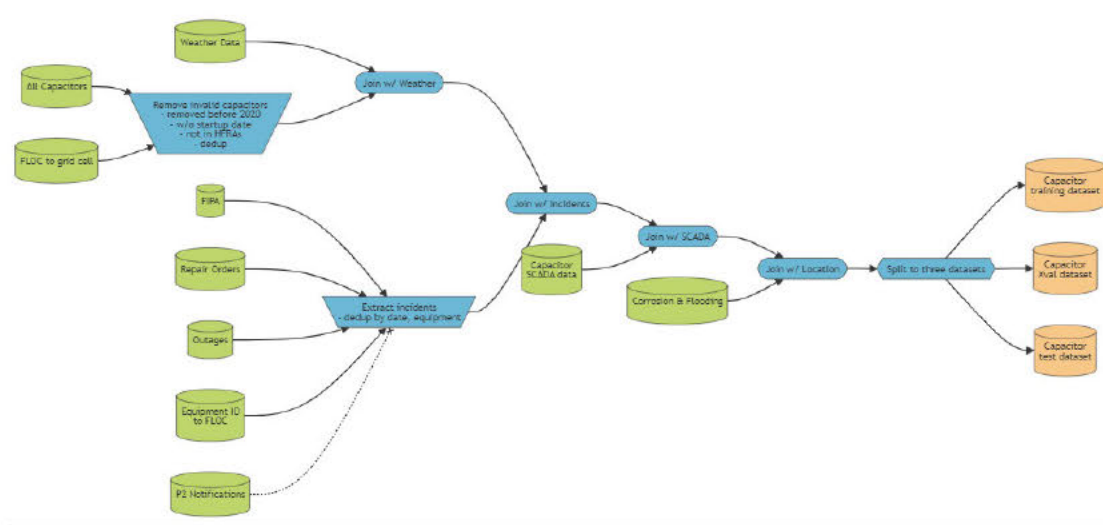 Weather Data
All Capacitors
Join w/ Weather
Remove invalid capacitors
- removed before 2020
- w/o startup date
- not in HFRAs
- dedup
FLOC to grid cell
FIPA
Join w/ Incidents
Repair Orders
Capacitor
SCADA data
Join w/ SCADA
Join w/ Location
Split to three datasets
Capacitor
training dataset
Capacitor
Xval dataset
Capacitor
test dataset
Corrosion & Flooding
Extract incidents
- dedup by date, equipment
Outages
Equipment ID
to FLOC
P2 Notifications